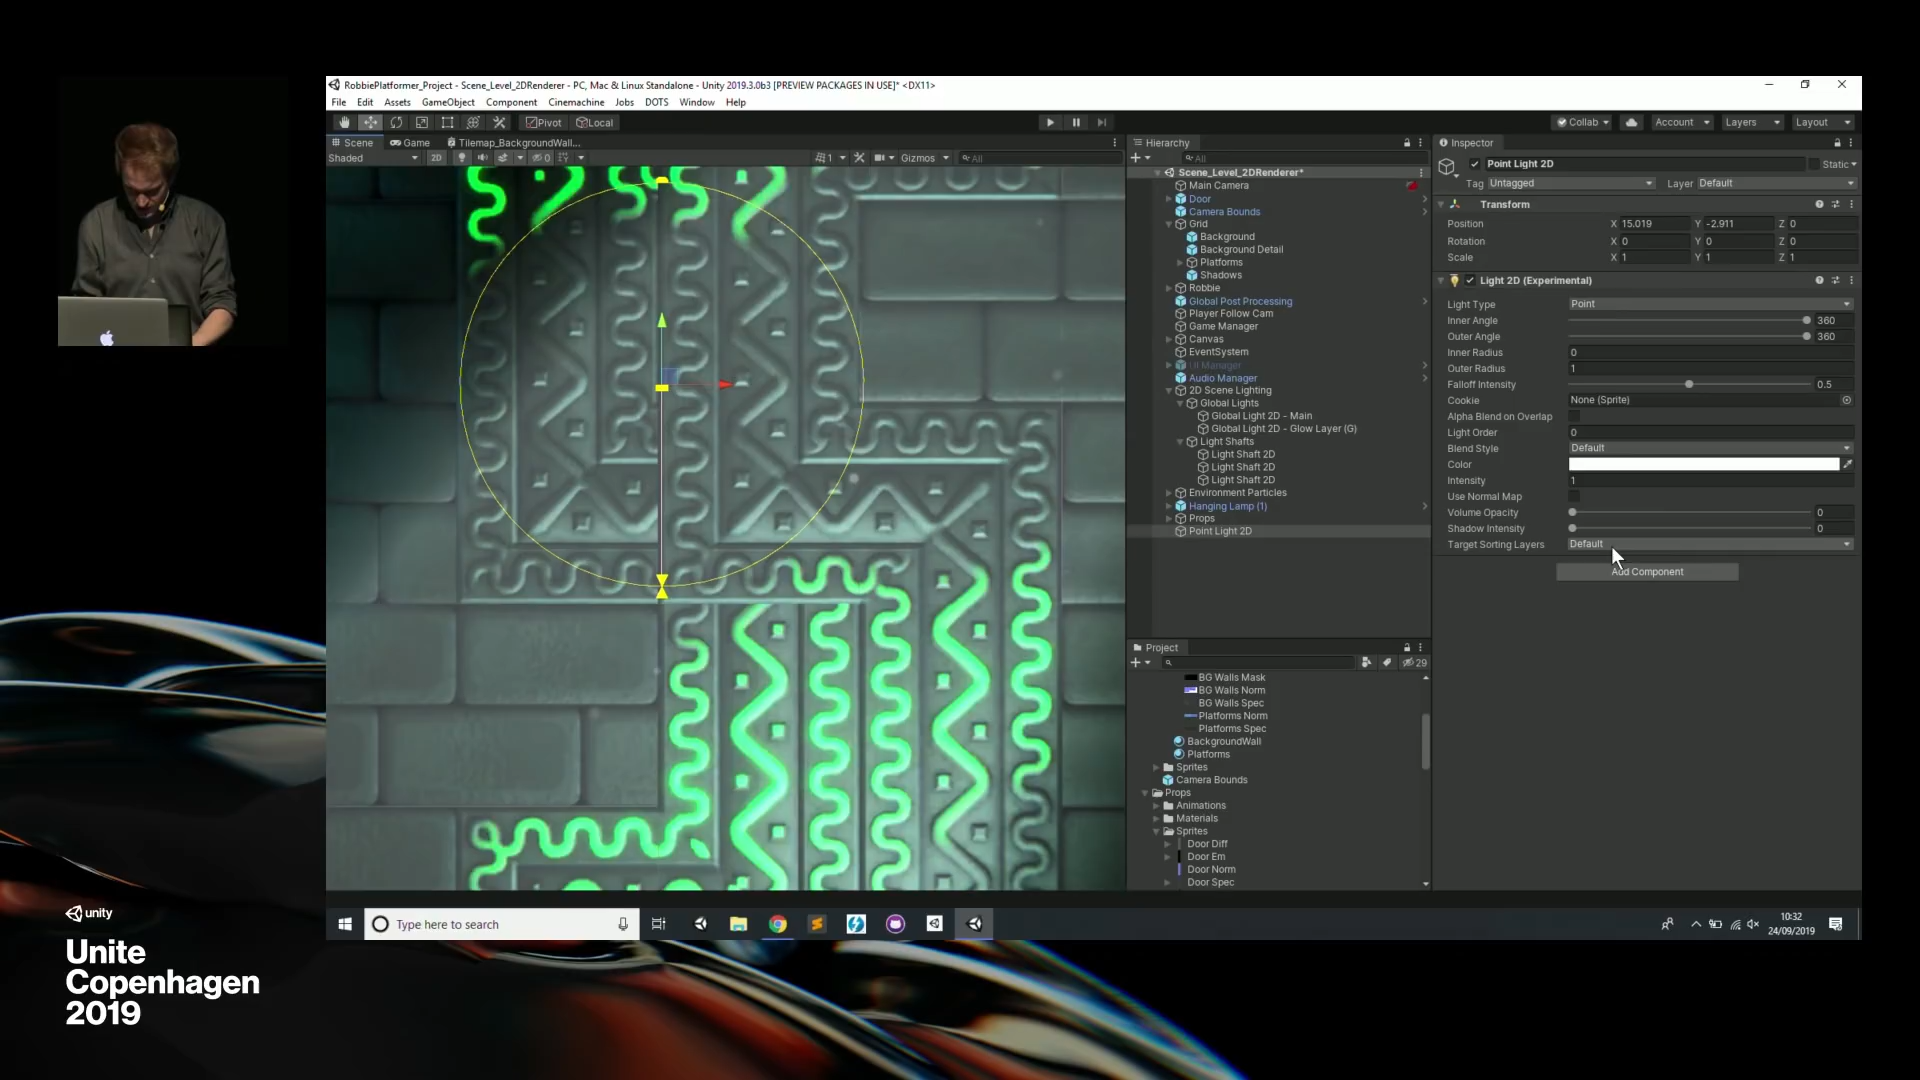 RobbiePlatformer_Project - Scene_Level_2DRenderer - PC, Mac & Linux Standalone - Unity 2019.3.0b3 [PREVIEW PACKAGES IN USE]* <DX11>
File Edit Assets GameObject Component Cinemachine Jobs DOTS Window Help
Pivot Local Collab Account Layers Layout
Scene Game Tilemap_BackgroundWall...
Shaded 2D 0 1 Gizmos All
Hierarchy
All
Scene_Level_2DRenderer*
Main Camera
Door
Camera Bounds
Grid
Background
Background Detail
Platforms
Shadows
Robbie
Global Post Processing
Player Follow Cam
Game Manager
Canvas
EventSystem
UI Manager
Audio Manager
2D Scene Lighting
Global Lights
Global Light 2D - Main
Global Light 2D - Glow Layer (G)
Light Shafts
Light Shaft 2D
Light Shaft 2D
Light Shaft 2D
Environment Particles
Hanging Lamp (1)
Props
Point Light 2D
Project
29
BG Walls Mask
BG Walls Norm
BG Walls Spec
Platforms Norm
Platforms Spec
BackgroundWall
Platforms
Sprites
Camera Bounds
Props
Animations
Materials
Sprites
Door Diff
Door Em
Door Norm
Door Spec
Inspector
Point Light 2D Static
Tag Untagged Layer Default
Transform
Position X 15.019 Y -2.911 Z 0
Rotation X 0 Y 0 Z 0
Scale X 1 Y 1 Z 1
Light 2D (Experimental)
Light Type Point
Inner Angle 360
Outer Angle 360
Inner Radius 0
Outer Radius 1
Falloff Intensity 0.5
Cookie None (Sprite)
Alpha Blend on Overlap
Light Order 0
Blend Style Default
Color
Intensity 1
Use Normal Map
Volume Opacity 0
Shadow Intensity 0
Target Sorting Layers Default
Add Component
Type here to search
10:32
24/09/2019
unity
Unite
Copenhagen
2019